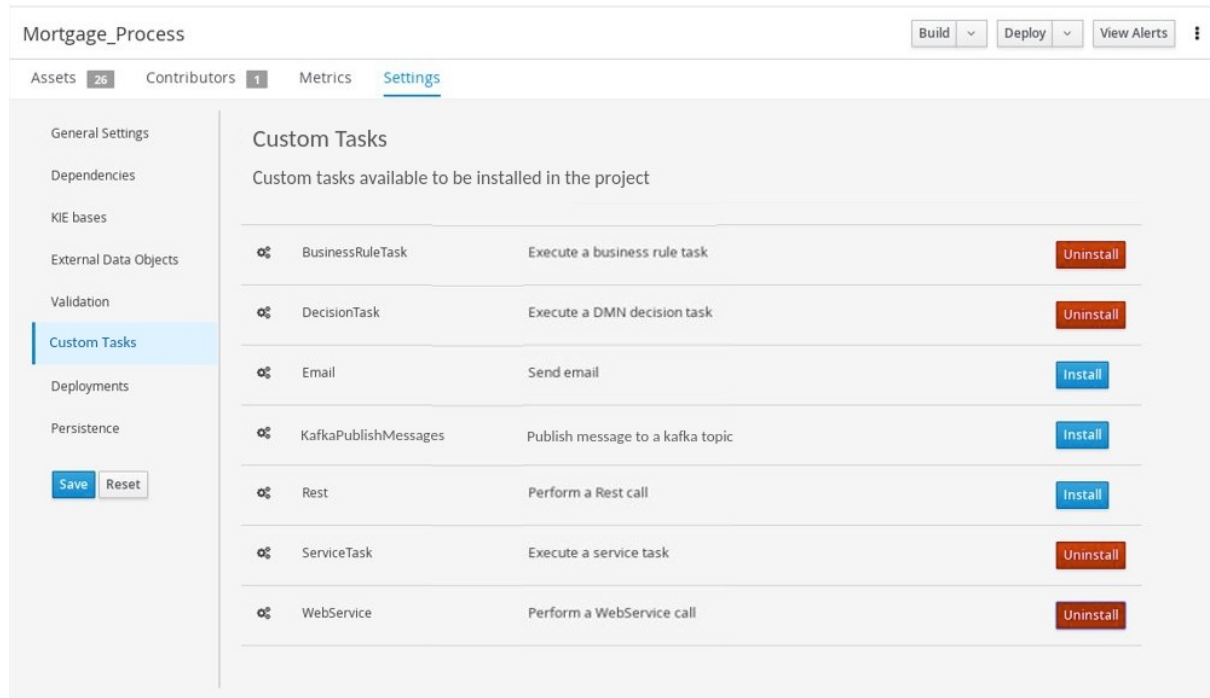 Mortgage_Process Build Deploy View Alerts
Assets 26 Contributors 1 Metrics Settings
General Settings
Dependencies
KIE bases
External Data Objects
Validation
Custom Tasks
Deployments
Persistence
Save Reset
Custom Tasks
Custom tasks available to be installed in the project
BusinessRuleTask Execute a business rule task Uninstall
DecisionTask Execute a DMN decision task Uninstall
Email Send email Install
KafkaPublishMessages Publish message to a kafka topic Install
Rest Perform a Rest call Install
ServiceTask Execute a service task Uninstall
WebService Perform a WebService call Uninstall